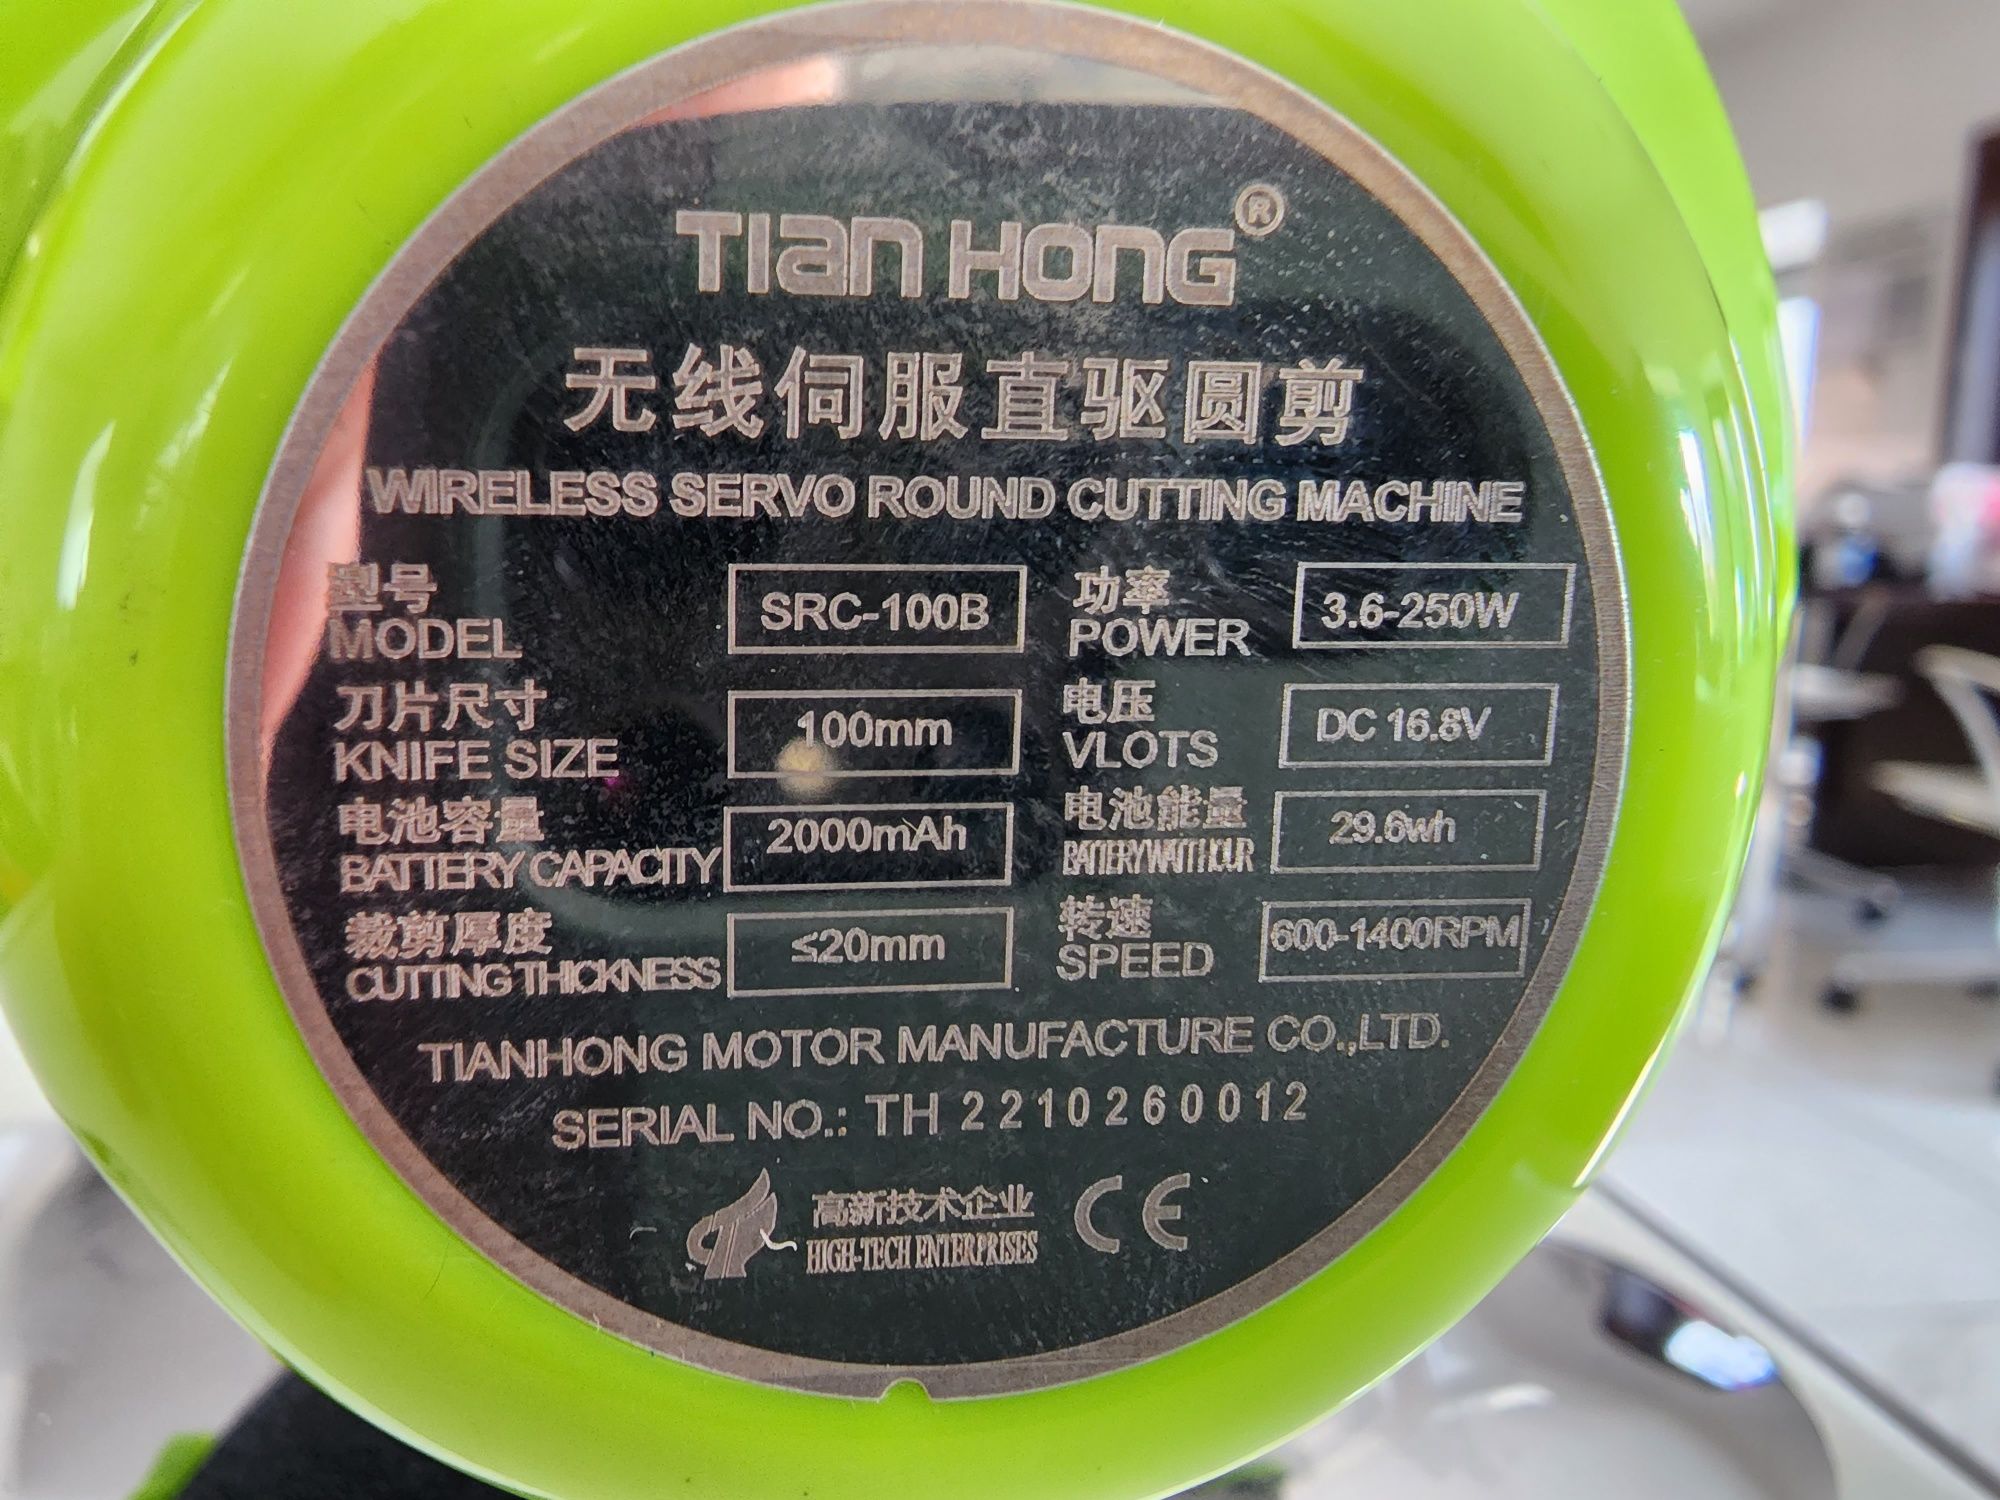 TIAN HONG®
无线伺服直驱圆剪
WIRELESS SERVO ROUND CUTTING MACHINE
型号
MODEL
SRC-100B
功率
POWER
3.6-250W
刀片尺寸
KNIFE SIZE
100mm
电压
VLOTS
DC 16.8V
电池容量
BATTERY CAPACITY
2000mAh
电池能量
BATTERY WATT HOUR
29.6wh
裁剪厚度
CUTTING THICKNESS
≤20mm
转速
SPEED
600-1400RPM
TIANHONG MOTOR MANUFACTURE CO.,LTD.
SERIAL NO.: TH 2210260012
高新技术企业
HIGH-TECH ENTERPRISES
CE